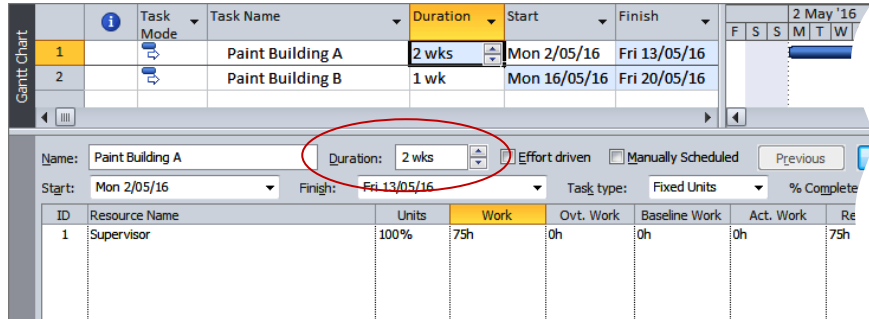 Task Mode Task Name Duration Start Finish 2 May '16
F S S M T W
1 Paint Building A 2 wks Mon 2/05/16 Fri 13/05/16
2 Paint Building B 1 wk Mon 16/05/16 Fri 20/05/16
Gantt Chart
Name: Paint Building A Duration: 2 wks Effort driven Manually Scheduled Previous
Start: Mon 2/05/16 Finish: Fri 13/05/16 Task type: Fixed Units % Complete
ID Resource Name Units Work Ovt. Work Baseline Work Act. Work Re
1 Supervisor 100% 75h 0h 0h 0h 75h